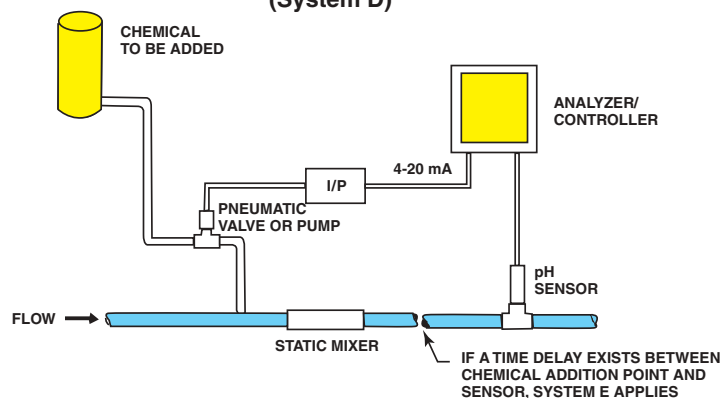 (System D)
CHEMICAL
TO BE ADDED
ANALYZER/
CONTROLLER
4-20 mA
I/P
PNEUMATIC
VALVE OR PUMP
pH
SENSOR
FLOW
STATIC MIXER
IF A TIME DELAY EXISTS BETWEEN
CHEMICAL ADDITION POINT AND
SENSOR, SYSTEM E APPLIES